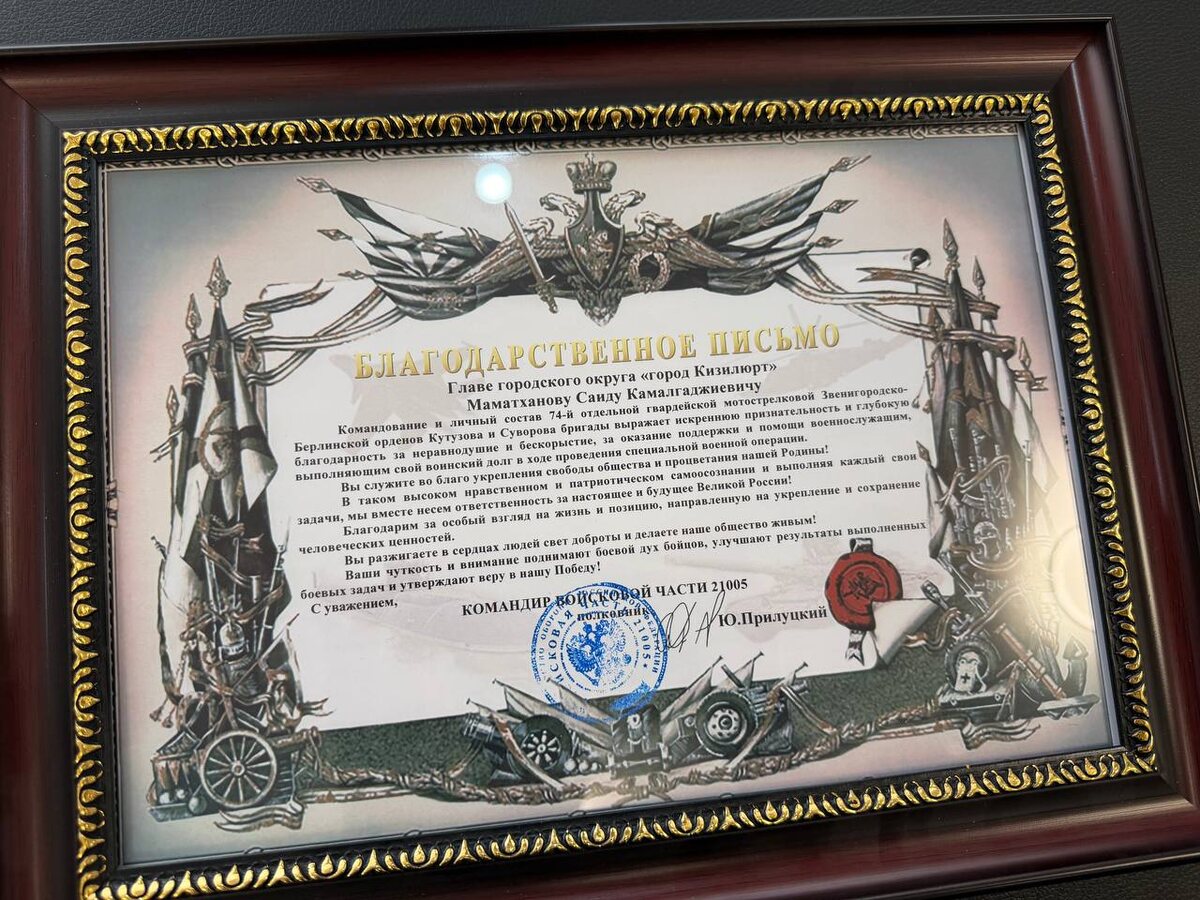 БЛАГОДАРСТВЕННОЕ ПИСЬМО
Главе городского округа «город Кизилюрт»
Маматханову Саиду Камалгаджиевичу
Командование и личный состав 74-й отдельной гвардейской мотострелковой Звенигородско-
Берлинской орденов Кутузова и Суворова бригады выражает искреннюю признательность и глубокую
благодарность за неравнодушие и бескорыстие, за оказание поддержки и помощи военнослужащим,
выполняющим свой воинский долг в ходе проведения специальной военной операции.
Вы служите во благо укрепления свободы общества и процветания нашей Родины!
В таком высоком нравственном и патриотическом самоосознании и выполняя каждый свои
задачи, мы вместе несем ответственность за настоящее и будущее Великой России!
Благодарим за особый взгляд на жизнь и позицию, направленную на укрепление и сохранение
человеческих ценностей.
Вы разжигаете в сердцах людей свет доброты и делаете наше общество живым!
Ваши чуткость и внимание поднимают боевой дух бойцов, улучшают результаты выполненных
боевых задач и утверждают веру в нашу Победу!
С уважением,
КОМАНДИР ВОЙСКОВОЙ ЧАСТИ 21005
полковник
Ю.Прилуцкий
ВОЙСКОВАЯ ЧАСТЬ 21005